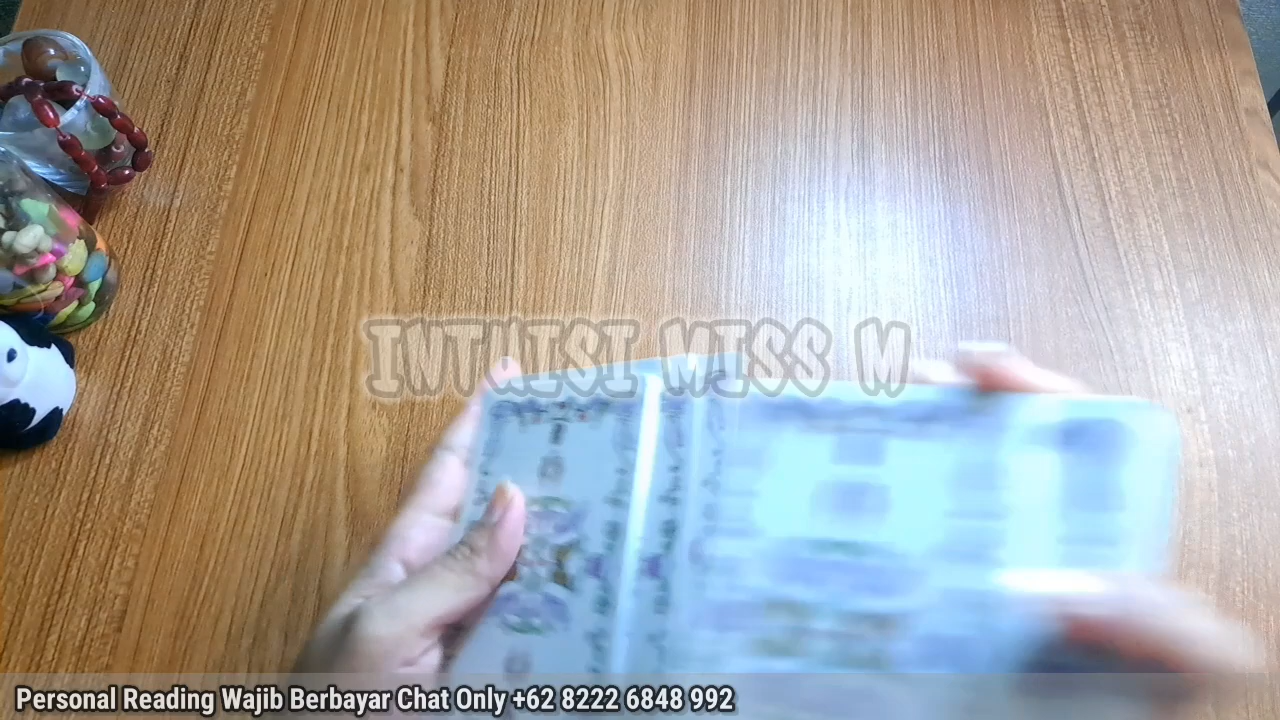 INTUISI MISS M
Personal Reading Wajib Berbayar Chat Only +62 8222 6848 992